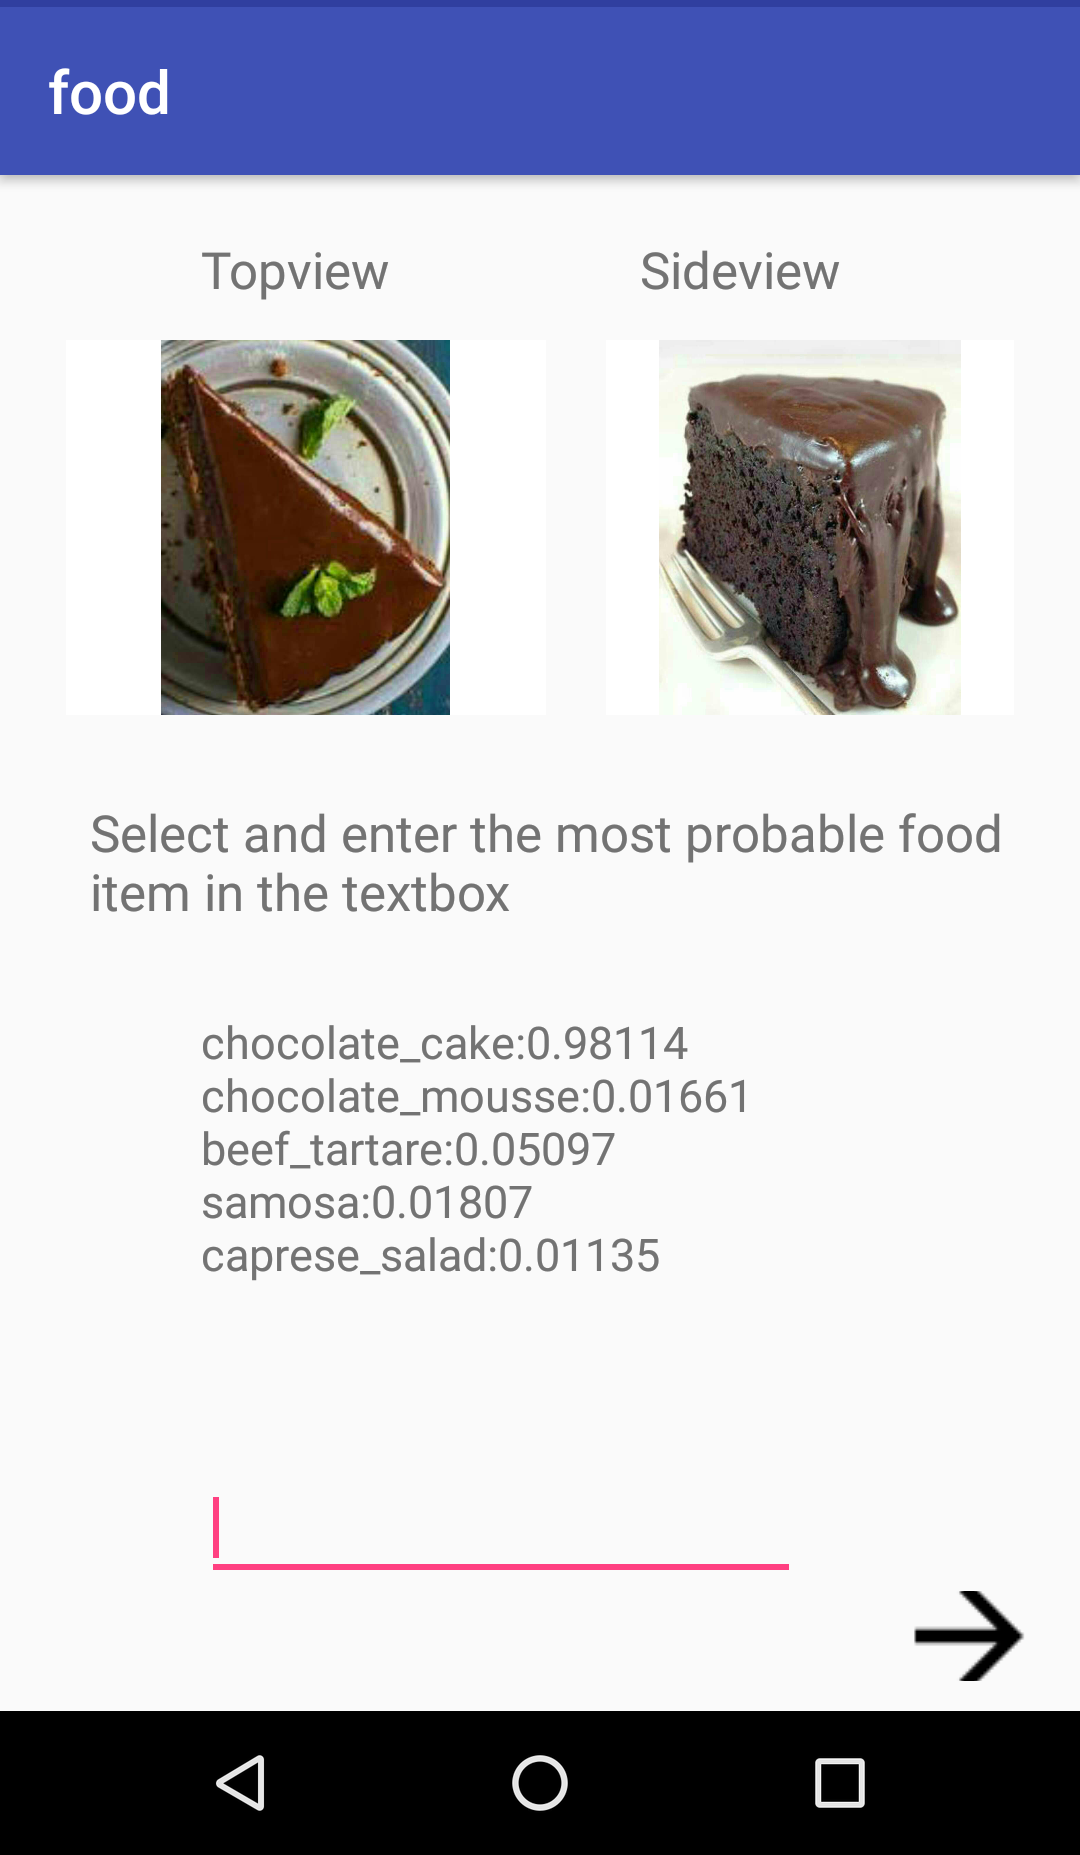 food
Topview
Sideview
Select and enter the most probable food
item in the textbox
chocolate_cake:0.98114
chocolate_mousse:0.01661
beef_tartare:0.05097
samosa:0.01807
caprese_salad:0.01135